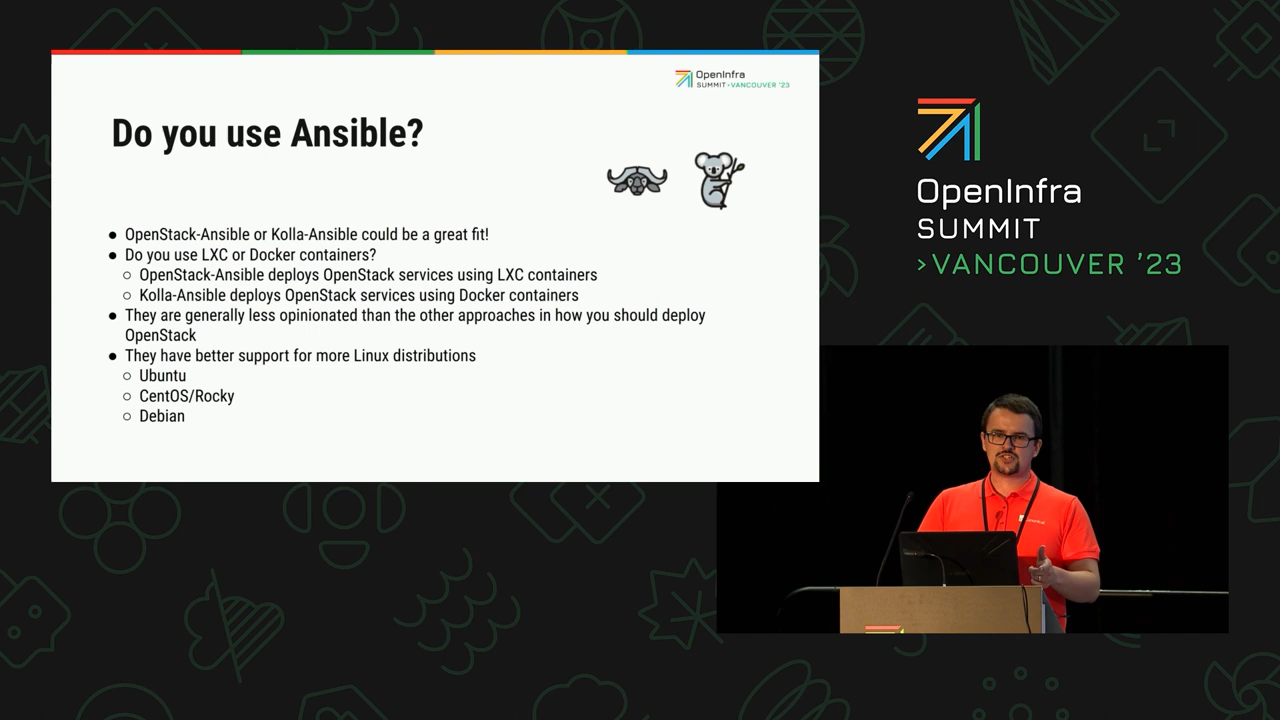 OpenInfra
SUMMIT >VANCOUVER '23
Do you use Ansible?
● OpenStack-Ansible or Kolla-Ansible could be a great fit!
● Do you use LXC or Docker containers?
○ OpenStack-Ansible deploys OpenStack services using LXC containers
○ Kolla-Ansible deploys OpenStack services using Docker containers
● They are generally less opinionated than the other approaches in how you should deploy
OpenStack
● They have better support for more Linux distributions
○ Ubuntu
○ CentOS/Rocky
○ Debian
OpenInfra
SUMMIT
>VANCOUVER '23